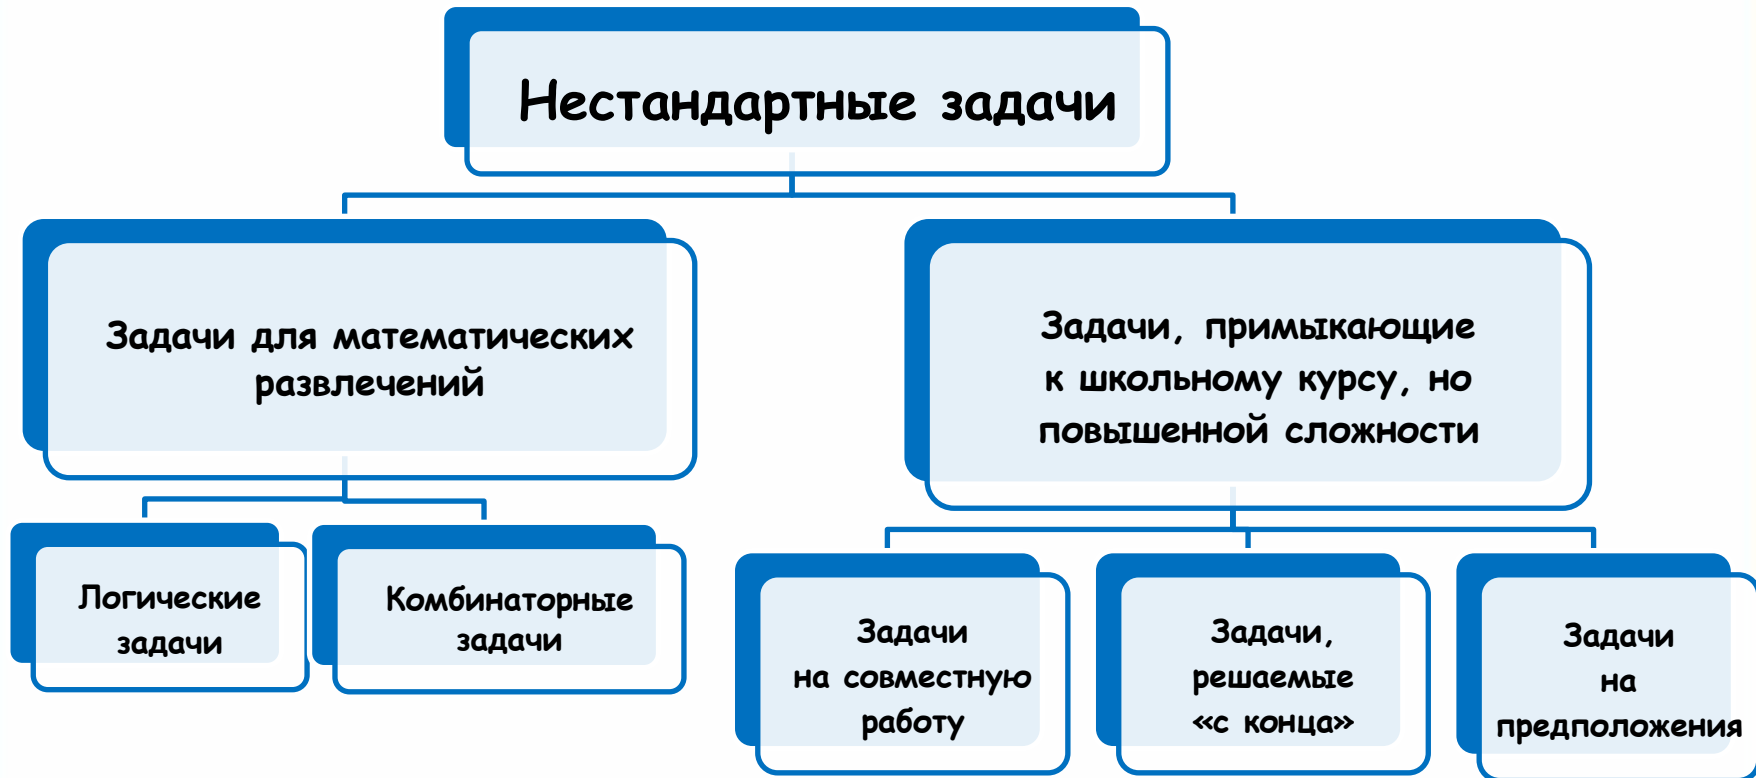 Нестандартные задачи
Задачи для математических
развлечений
Задачи, примыкающие
к школьному курсу, но
повышенной сложности
Логические
задачи
Комбинаторные
задачи
Задачи
на совместную
работу
Задачи,
решаемые
«с конца»
Задачи
на
предположения